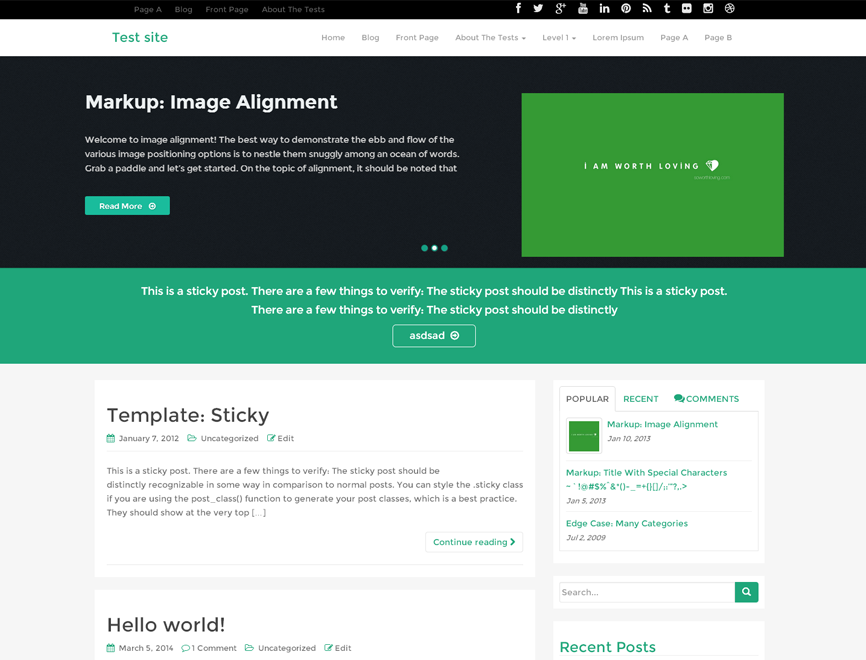 Page A Blog Front Page About The Tests
Test site
Home Blog Front Page About The Tests Level 1 Lorem Ipsum Page A Page B
Markup: Image Alignment
Welcome to image alignment! The best way to demonstrate the ebb and flow of the
various image positioning options is to nestle them snuggly among an ocean of words.
Grab a paddle and let's get started. On the topic of alignment, it should be noted that
Read More
I AM WORTH LOVING
This is a sticky post. There are a few things to verify: The sticky post should be distinctly This is a sticky post.
There are a few things to verify: The sticky post should be distinctly
asdsad
Template: Sticky
January 7, 2012 Uncategorized Edit
This is a sticky post. There are a few things to verify: The sticky post should be
distinctly recognizable in some way in comparison to normal posts. You can style the .sticky class
if you are using the post_class() function to generate your post classes, which is a best practice.
They should show at the very top […]
Continue reading
Hello world!
March 5, 2014 1 Comment Uncategorized Edit
POPULAR RECENT COMMENTS
Markup: Image Alignment
Jan 10, 2013
Markup: Title With Special Characters
Jan 5, 2013
Edge Case: Many Categories
Jul 2, 2009
Search...
Recent Posts